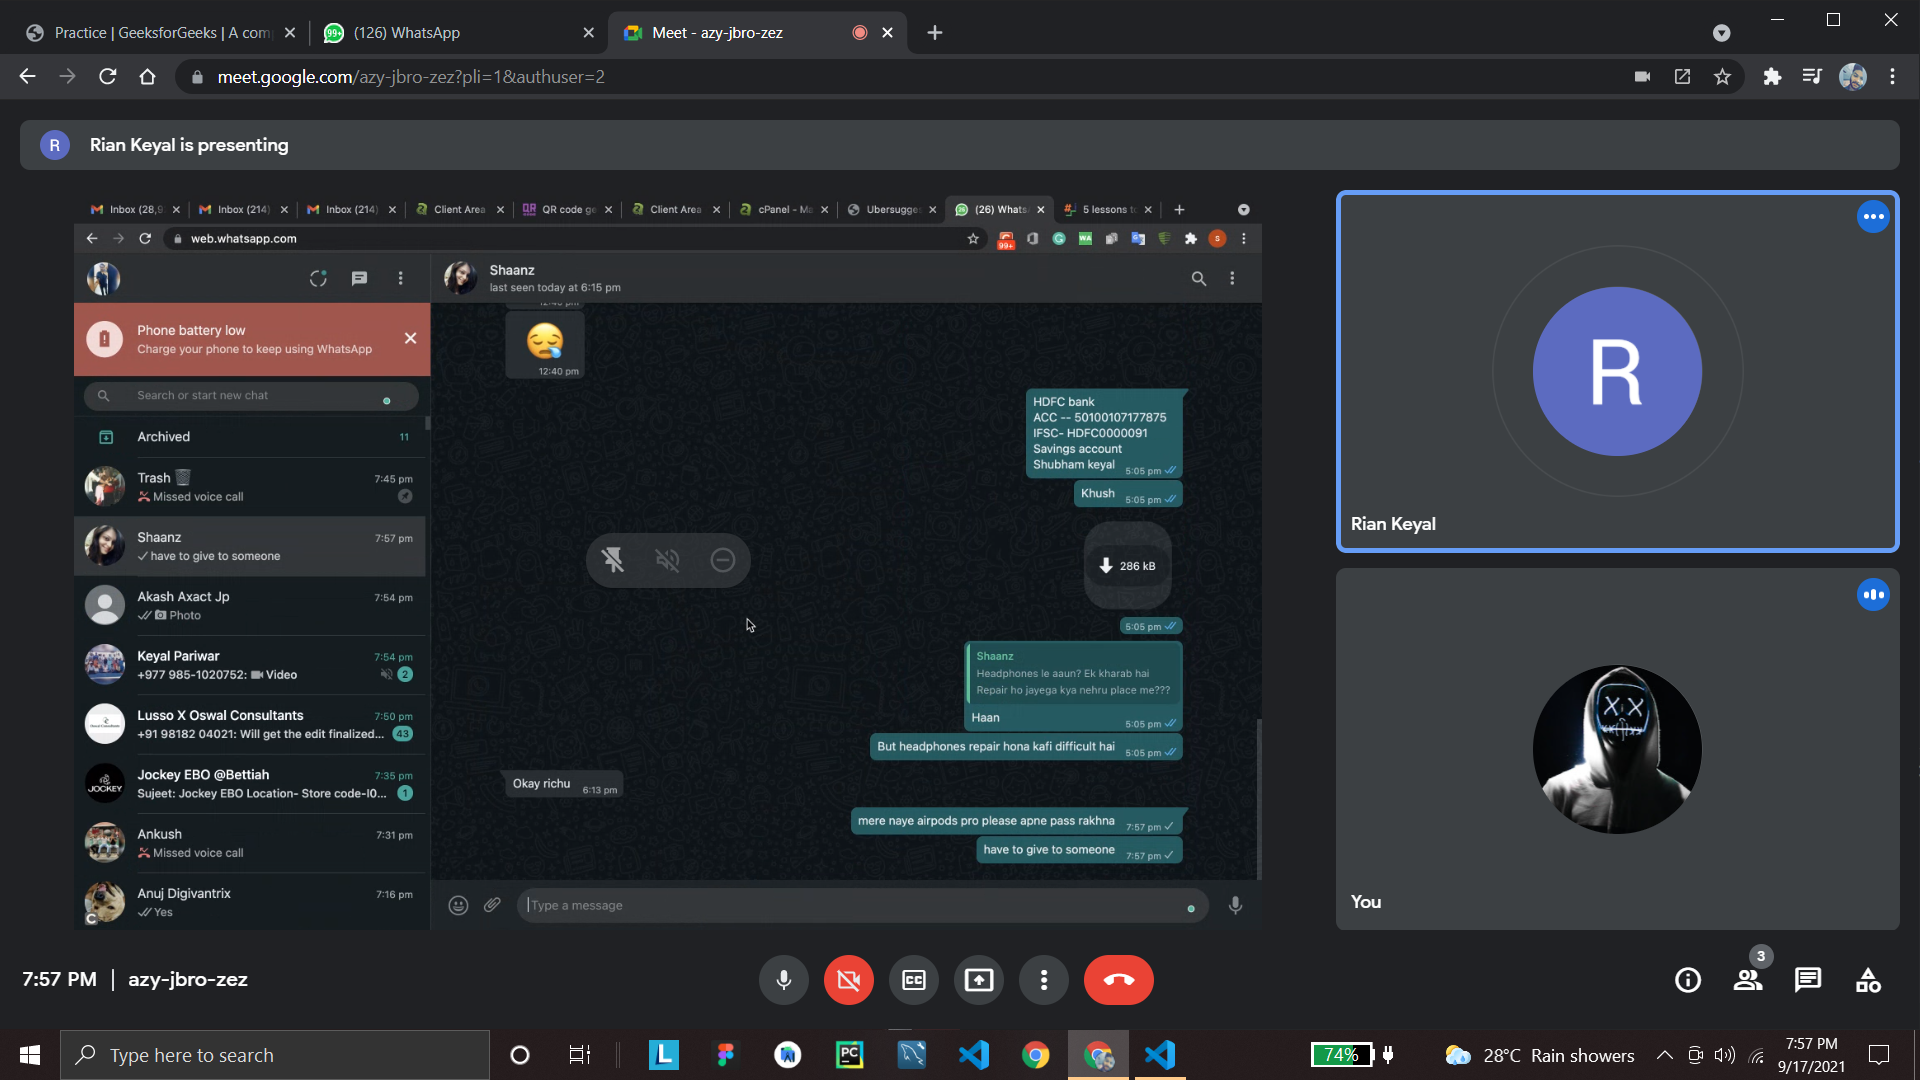 Practice | GeeksforGeeks | A com
(126) WhatsApp
Meet - azy-jbro-zez
meet.google.com/azy-jbro-zez?pli=1&authuser=2
R
Rian Keyal is presenting
Inbox (28,9
Inbox (214)
Inbox (214)
Client Area
QR code ge
Client Area
cPanel - Ma
Ubersugges
(26) Whats
5 lessons to
web.whatsapp.com
99+
WA
S
Shaanz
last seen today at 6:15 pm
Phone battery low
Charge your phone to keep using WhatsApp
Search or start new chat
Archived
11
Trash
7:45 pm
Missed voice call
Shaanz
7:57 pm
have to give to someone
Akash Axact Jp
7:54 pm
Photo
Keyal Pariwar
7:54 pm
+977 985-1020752: Video
2
Lusso X Oswal Consultants
7:50 pm
+91 98182 04021: Will get the edit finalized...
43
JOCKEY
Jockey EBO @Bettiah
7:35 pm
Sujeet: Jockey EBO Location- Store code-I0...
1
Ankush
7:31 pm
Missed voice call
C
Anuj Digivantrix
7:16 pm
Yes
12:40 pm
12:40 pm
HDFC bank
ACC -- 50100107177875
IFSC- HDFC0000091
Savings account
Shubham keyal
5:05 pm
Khush
5:05 pm
286 kB
5:05 pm
Shaanz
Headphones le aaun? Ek kharab hai
Repair ho jayega kya nehru place me???
Haan
5:05 pm
But headphones repair hona kafi difficult hai
5:05 pm
Okay richu
6:13 pm
mere naye airpods pro please apne pass rakhna
7:57 pm
have to give to someone
7:57 pm
Type a message
R
Rian Keyal
You
7:57 PM | azy-jbro-zez
CC
3
Type here to search
L
PC
74%
28°C Rain showers
7:57 PM
9/17/2021